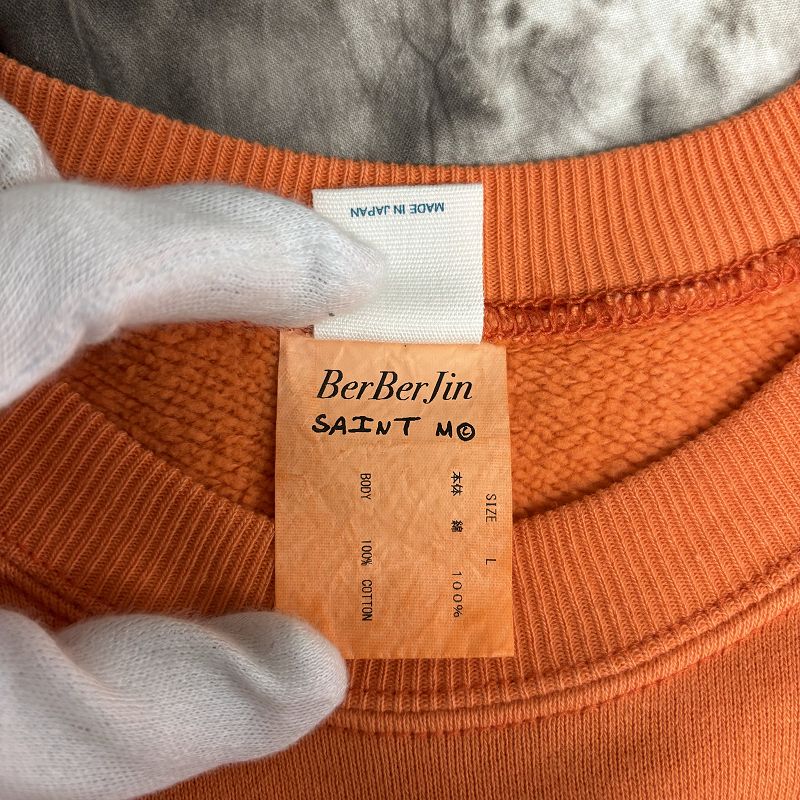 MADE IN JAPAN
BerBerJin
SAINT M©
SIZE L
本体 綿 100%
BODY 100% COTTON